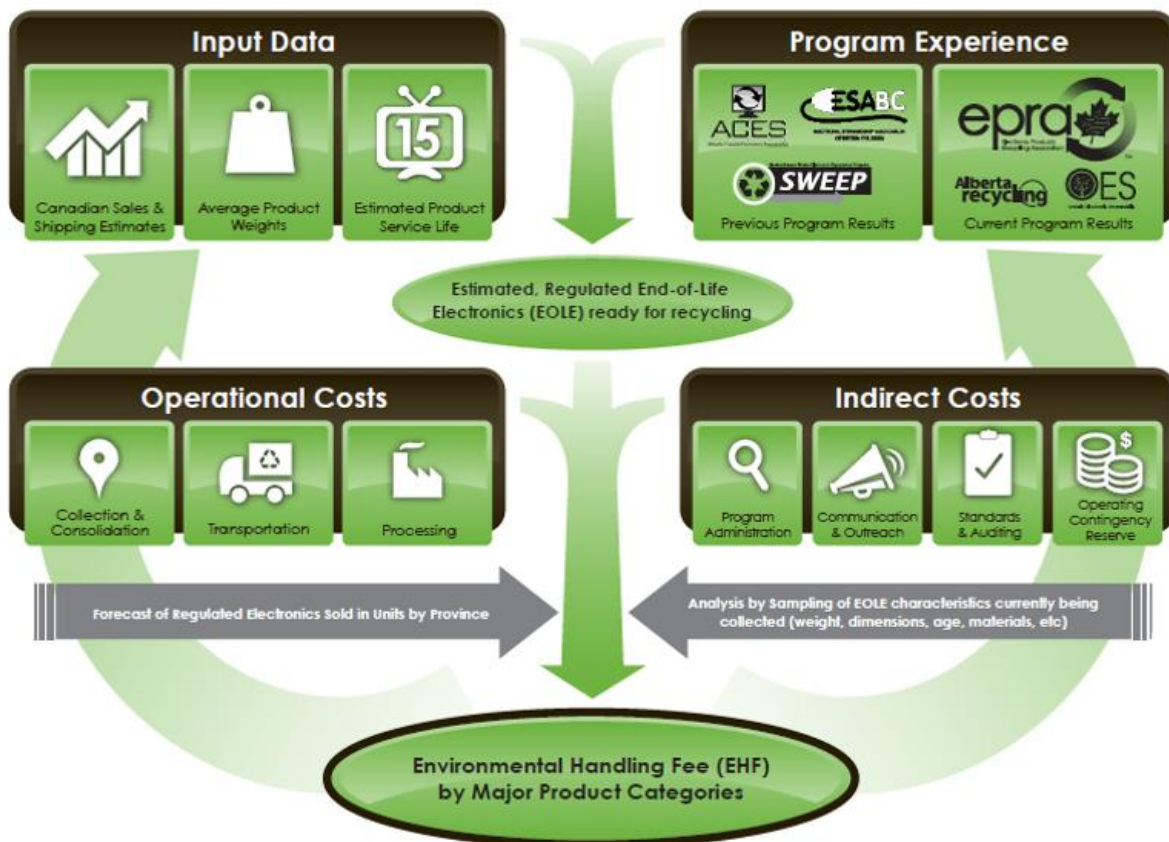 Input Data
15
Canadian Sales &
Shipping Estimates
Average Product
Weights
Estimated Product
Service Life
Program Experience
ACES
ESABC
SWEEP
Previous Program Results
epra
Alberta
recycling
OES
Current Program Results
Estimated, Regulated End-of-Life
Electronics (EOLE) ready for recycling
Operational Costs
Collection &
Consolidation
Transportation
Processing
Indirect Costs
$
Program
Administration
Communication
& Outreach
Standards
& Auditing
Operating
Contingency
Reserve
Forecast of Regulated Electronics Sold in Units by Province
Analysis by Sampling of EOLE characteristics currently being
collected (weight, dimensions, age, materials, etc)
Environmental Handling Fee (EHF)
by Major Product Categories